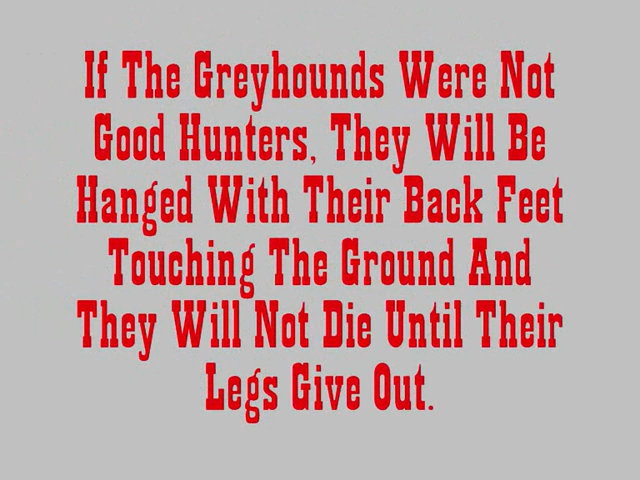 If The Greyhounds Were Not
Good Hunters, They Will Be
Hanged With Their Back Feet
Touching The Ground And
They Will Not Die Until Their
Legs Give Out.